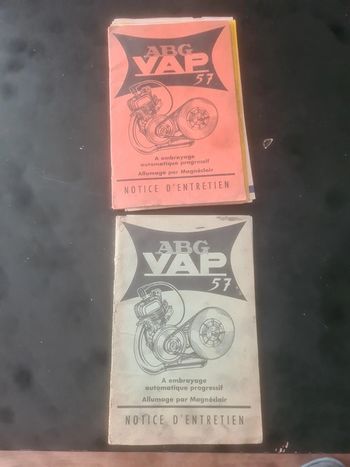 ABG
VAP
57
A embrayage
automatique progressif
Allumage par Magnéclair
NOTICE D'ENTRETIEN
ABG
VAP
57
A embrayage
automatique progressif
Allumage par Magnéclair
NOTICE D'ENTRETIEN